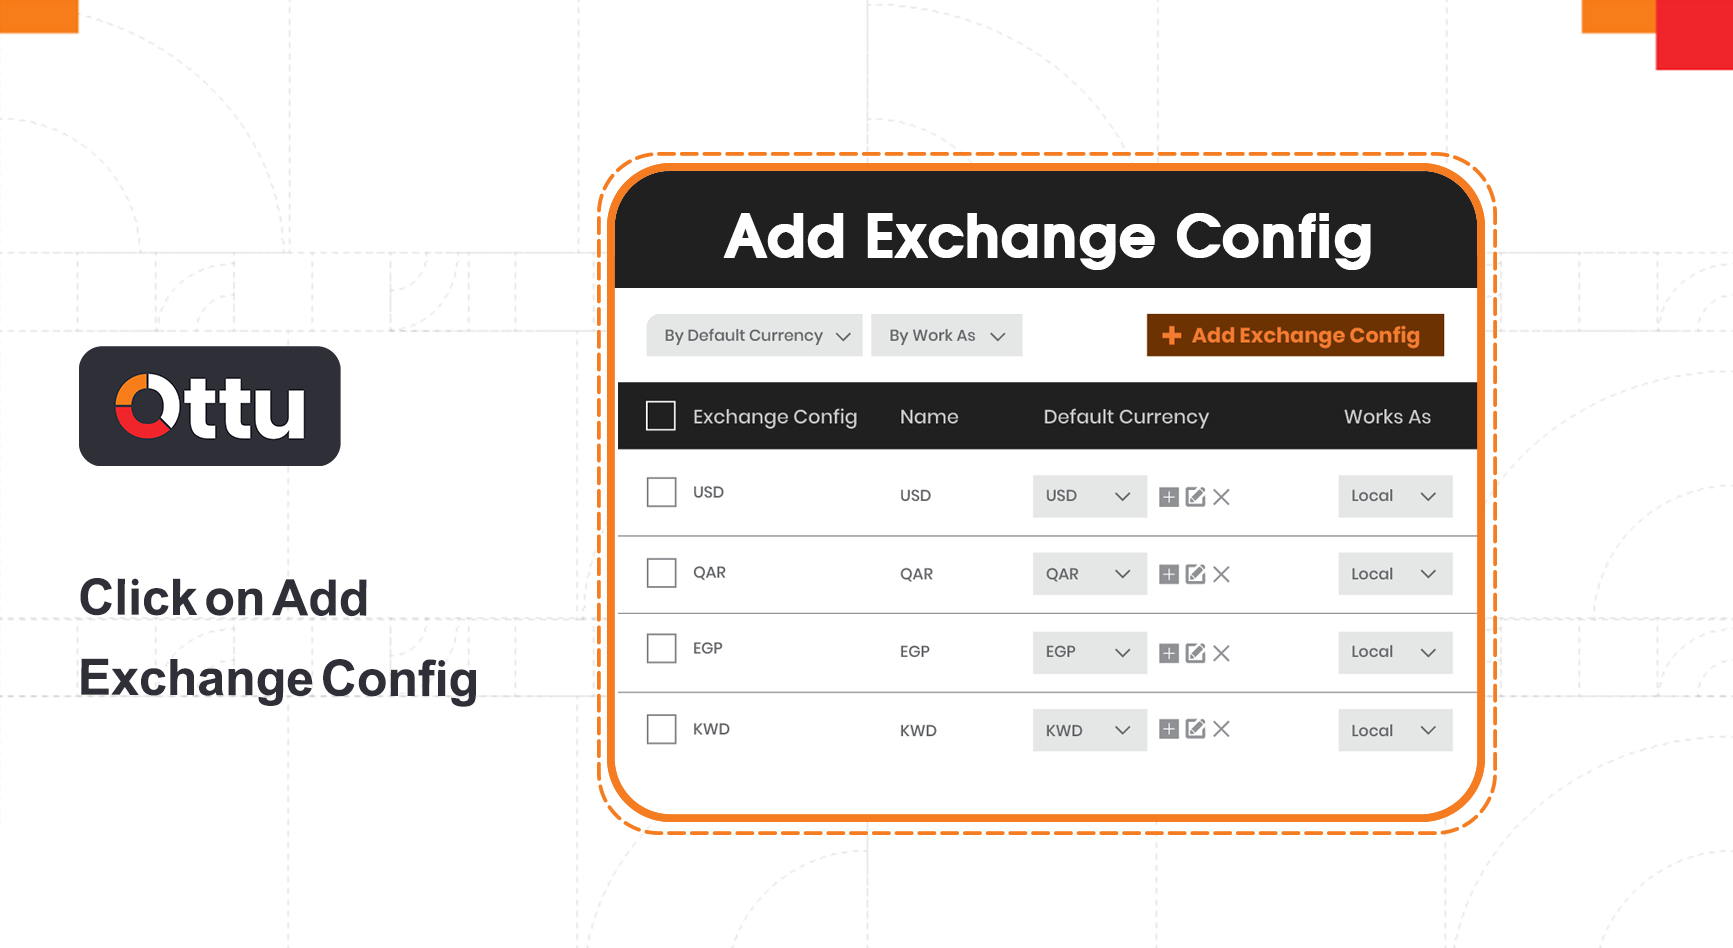 Ottu
Click on Add
Exchange Config
Add Exchange Config
By Default Currency
By Work As
+ Add Exchange Config
Exchange Config Name Default Currency Works As
USD USD USD Local
QAR QAR QAR Local
EGP EGP EGP Local
KWD KWD KWD Local